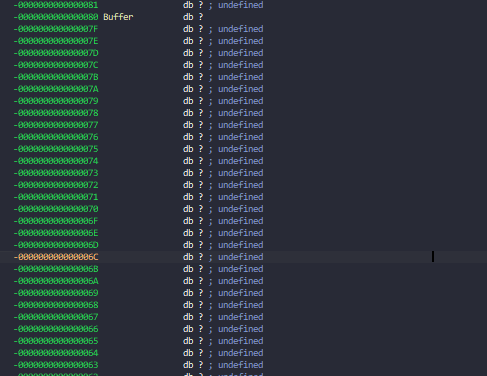 -0000000000000081 db ? ; undefined
-0000000000000080 Buffer db ?
-000000000000007F db ? ; undefined
-000000000000007E db ? ; undefined
-000000000000007D db ? ; undefined
-000000000000007C db ? ; undefined
-000000000000007B db ? ; undefined
-000000000000007A db ? ; undefined
-0000000000000079 db ? ; undefined
-0000000000000078 db ? ; undefined
-0000000000000077 db ? ; undefined
-0000000000000076 db ? ; undefined
-0000000000000075 db ? ; undefined
-0000000000000074 db ? ; undefined
-0000000000000073 db ? ; undefined
-0000000000000072 db ? ; undefined
-0000000000000071 db ? ; undefined
-0000000000000070 db ? ; undefined
-000000000000006F db ? ; undefined
-000000000000006E db ? ; undefined
-000000000000006D db ? ; undefined
-000000000000006C db ? ; undefined
-000000000000006B db ? ; undefined
-000000000000006A db ? ; undefined
-0000000000000069 db ? ; undefined
-0000000000000068 db ? ; undefined
-0000000000000067 db ? ; undefined
-0000000000000066 db ? ; undefined
-0000000000000065 db ? ; undefined
-0000000000000064 db ? ; undefined
-0000000000000063 db ? ; undefined